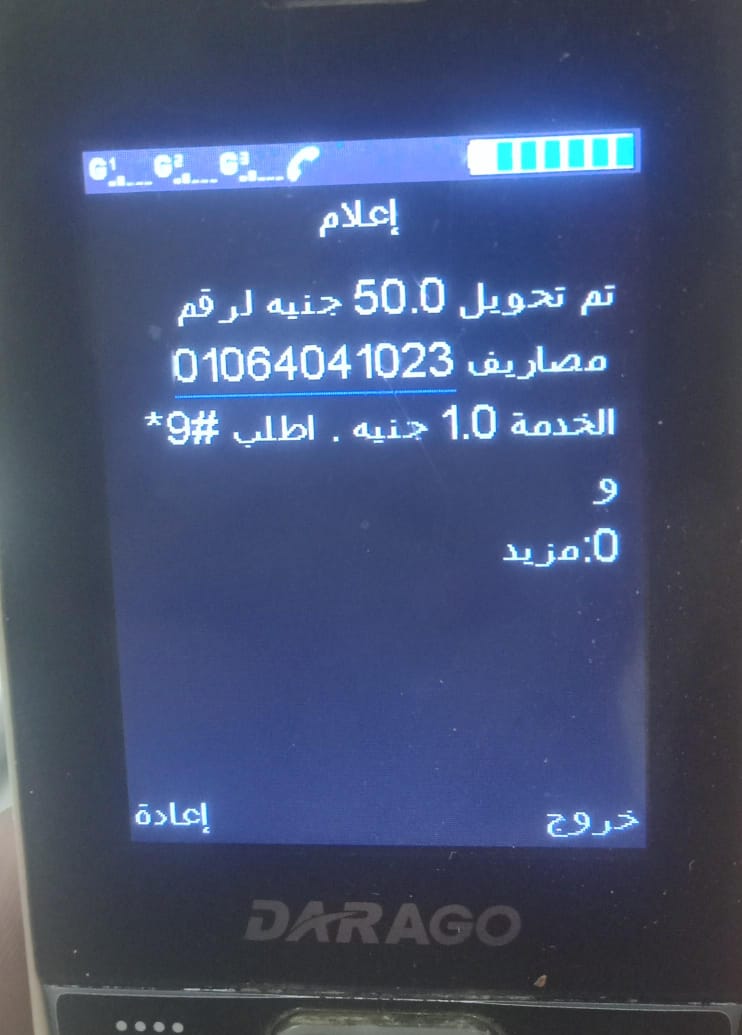 G1 G2 G3
إعلام
تم تحويل 50.0 جنيه لرقم
01064041023 مصاريف
الخدمة 1.0 جنيه . اطلب #9*
و
0:مزيد
إعادة خروج
DARAGO